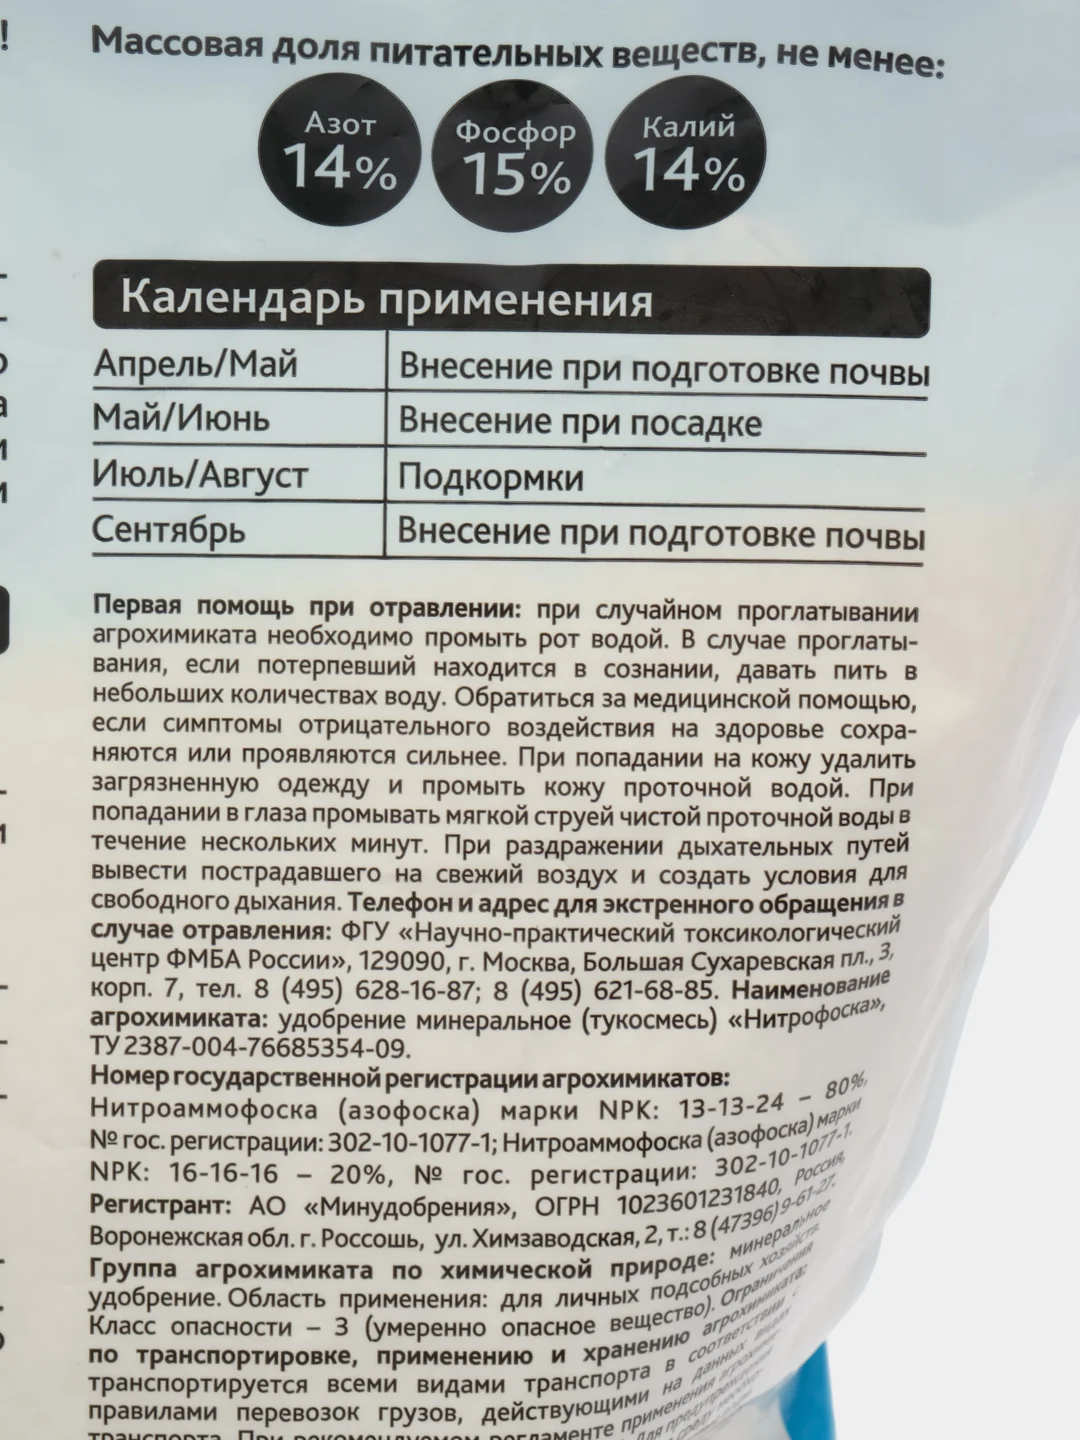 Массовая доля питательных веществ, не менее:
Азот
14%
Фосфор
15%
Калий
14%
Календарь применения
Апрель/Май Внесение при подготовке почвы
Май/Июнь Внесение при посадке
Июль/Август Подкормки
Сентябрь Внесение при подготовке почвы
Первая помощь при отравлении: при случайном проглатывании
агрохимиката необходимо промыть рот водой. В случае проглаты-
вания, если потерпевший находится в сознании, давать пить в
небольших количествах воду. Обратиться за медицинской помощью,
если симптомы отрицательного воздействия на здоровье сохра-
няются или проявляются сильнее. При попадании на кожу удалить
загрязненную одежду и промыть кожу проточной водой. При
попадании в глаза промывать мягкой струей чистой проточной воды в
течение нескольких минут. При раздражении дыхательных путей
вывести пострадавшего на свежий воздух и создать условия для
свободного дыхания. Телефон и адрес для экстренного обращения в
случае отравления: ФГУ «Научно-практический токсикологический
центр ФМБА России», 129090, г. Москва, Большая Сухаревская пл., 3,
корп. 7, тел. 8 (495) 628-16-87; 8 (495) 621-68-85. Наименование
агрохимиката: удобрение минеральное (тукосмесь) «Нитрофоска»,
ТУ 2387-004-76685354-09.
Номер государственной регистрации агрохимикатов:
Нитроаммофоска (азофоска) марки NPK: 13-13-24 – 80%,
№ гос. регистрации: 302-10-1077-1; Нитроаммофоска (азофоска) марки
NPK: 16-16-16 – 20%, № гос. регистрации: 302-10-1077-1.
Регистрант: АО «Минудобрения», ОГРН 1023601231840, Россия,
Воронежская обл. г. Россошь, ул. Химзаводская, 2, т.: 8 (47396) 9-61-27.
Группа агрохимиката по химической природе: минеральное
удобрение. Область применения: для личных подсобных хозяйств.
Класс опасности – 3 (умеренно опасное вещество). Ограничения
по транспортировке, применению и хранению агрохимиката:
транспортируется всеми видами транспорта в соответствии с
правилами перевозок грузов, действующими на данных видах
транспорта. При рекомендуемом регламенте применения